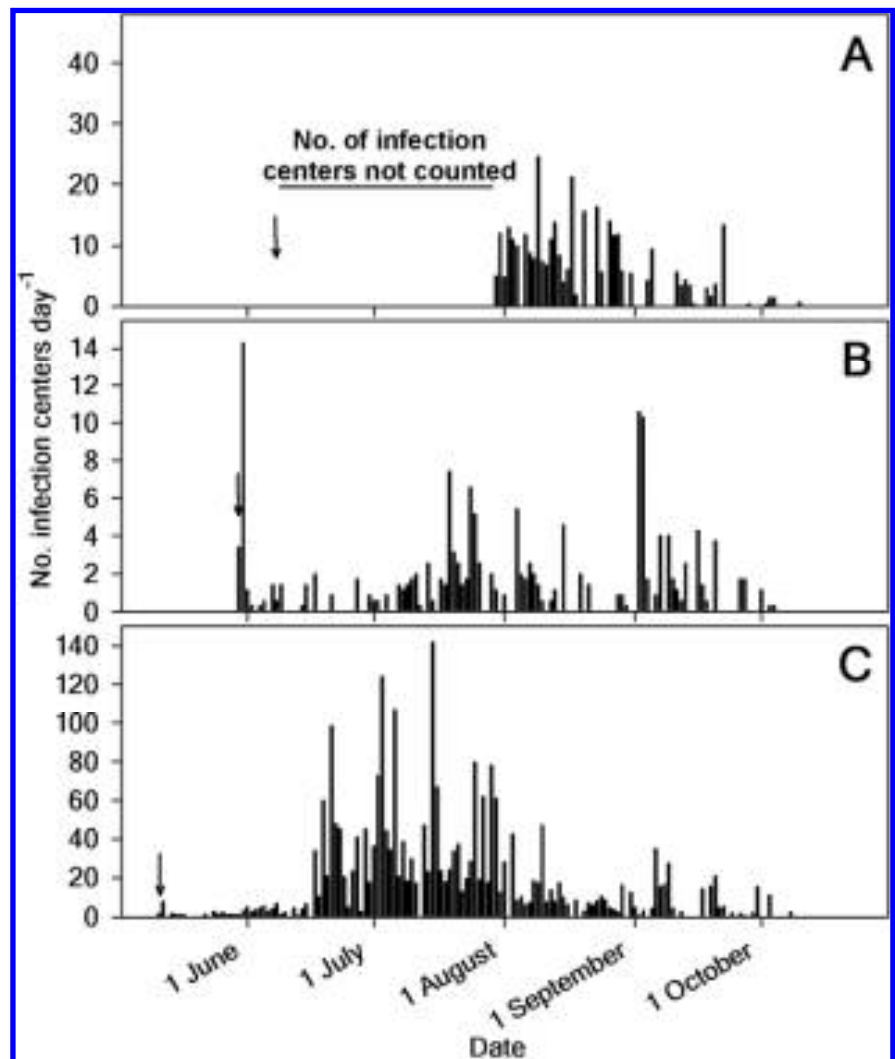 A
40
30
No. of infection
centers not counted
20
10
0
B
14
12
10
8
6
4
2
0
C
140
120
100
80
60
40
20
0
No. infection centers day-1
1 June
1 July
1 August
1 September
1 October
Date